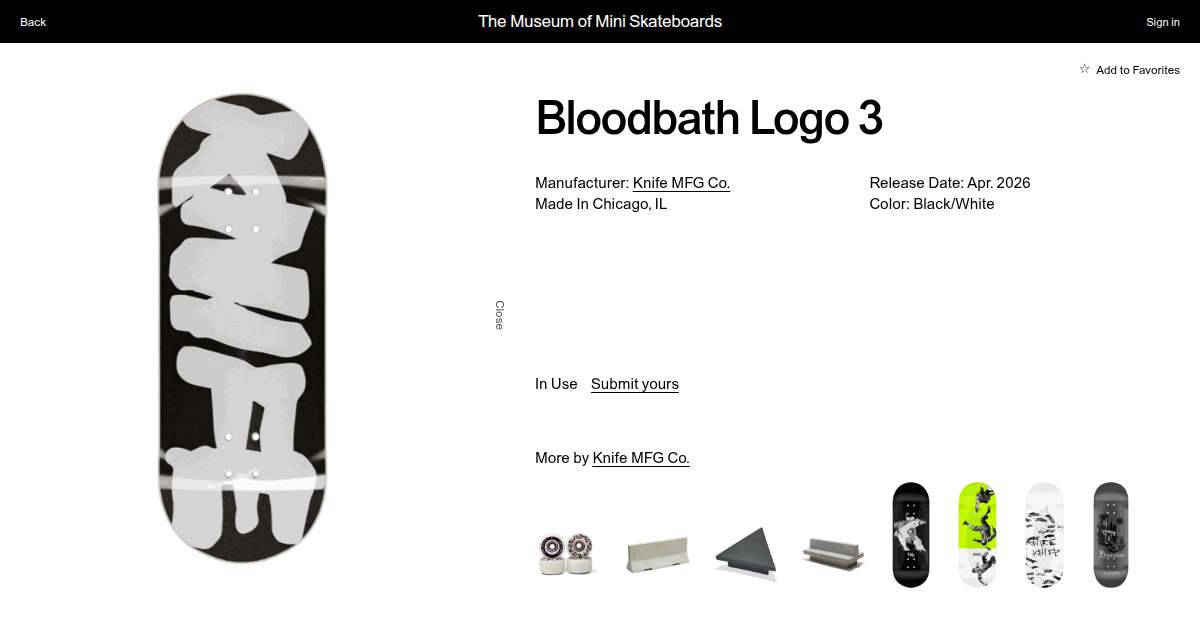 Back
The Museum of Mini Skateboards
Sign in
☆ Add to Favorites
Bloodbath Logo 3
KNIFE
Manufacturer: Knife MFG Co.
Made In Chicago, IL
Release Date: Apr. 2026
Color: Black/White
Close
In Use Submit yours
More by Knife MFG Co.